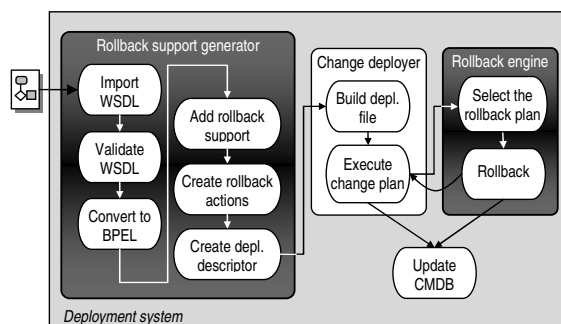 Rollback support generator
Import
WSDL
Validate
WSDL
Convert to
BPEL
Add rollback
support
Create rollback
actions
Create depl.
descriptor
Change deployer
Build depl.
file
Execute
change plan
Rollback engine
Select the
rollback plan
Rollback
Update
CMDB
Deployment system